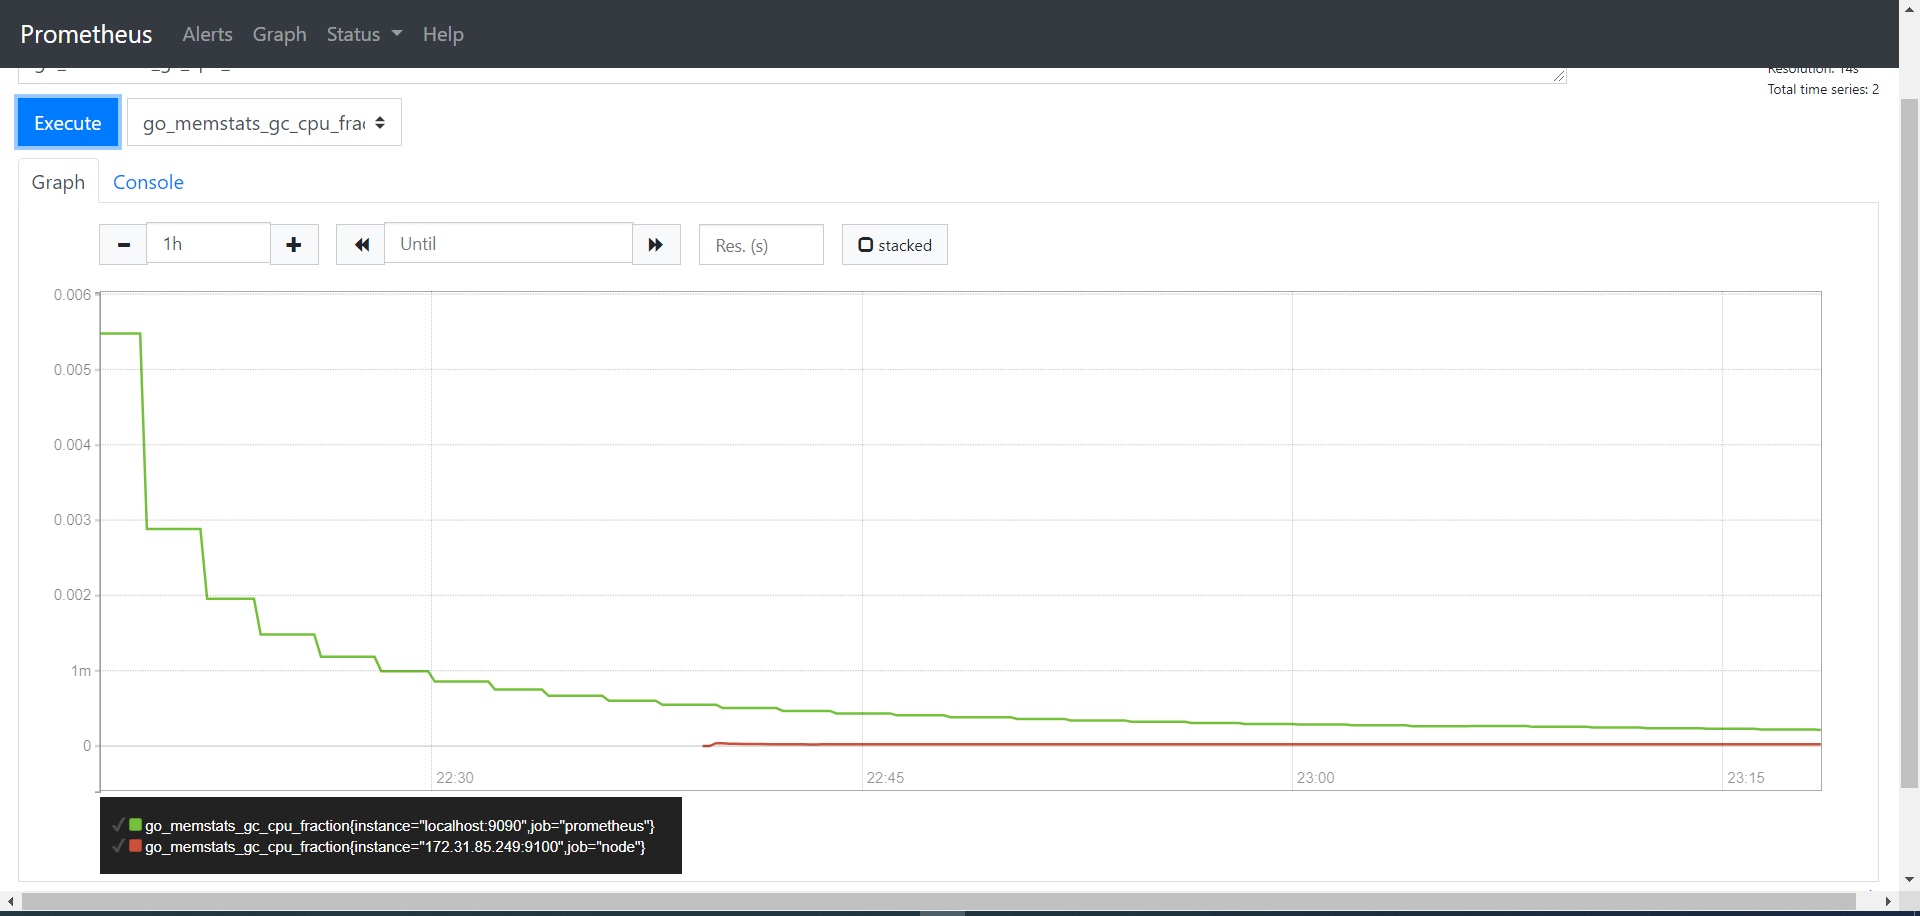 Prometheus Alerts Graph Status Help
Resolution: 14s
Total time series: 2
Execute go_memstats_gc_cpu_frac
Graph Console
1h Until Res. (s) stacked
0.006
0.005
0.004
0.003
0.002
1m
0
22:30 22:45 23:00 23:15
go_memstats_gc_cpu_fraction{instance="localhost:9090",job="prometheus"}
go_memstats_gc_cpu_fraction{instance="172.31.85.249:9100",job="node"}